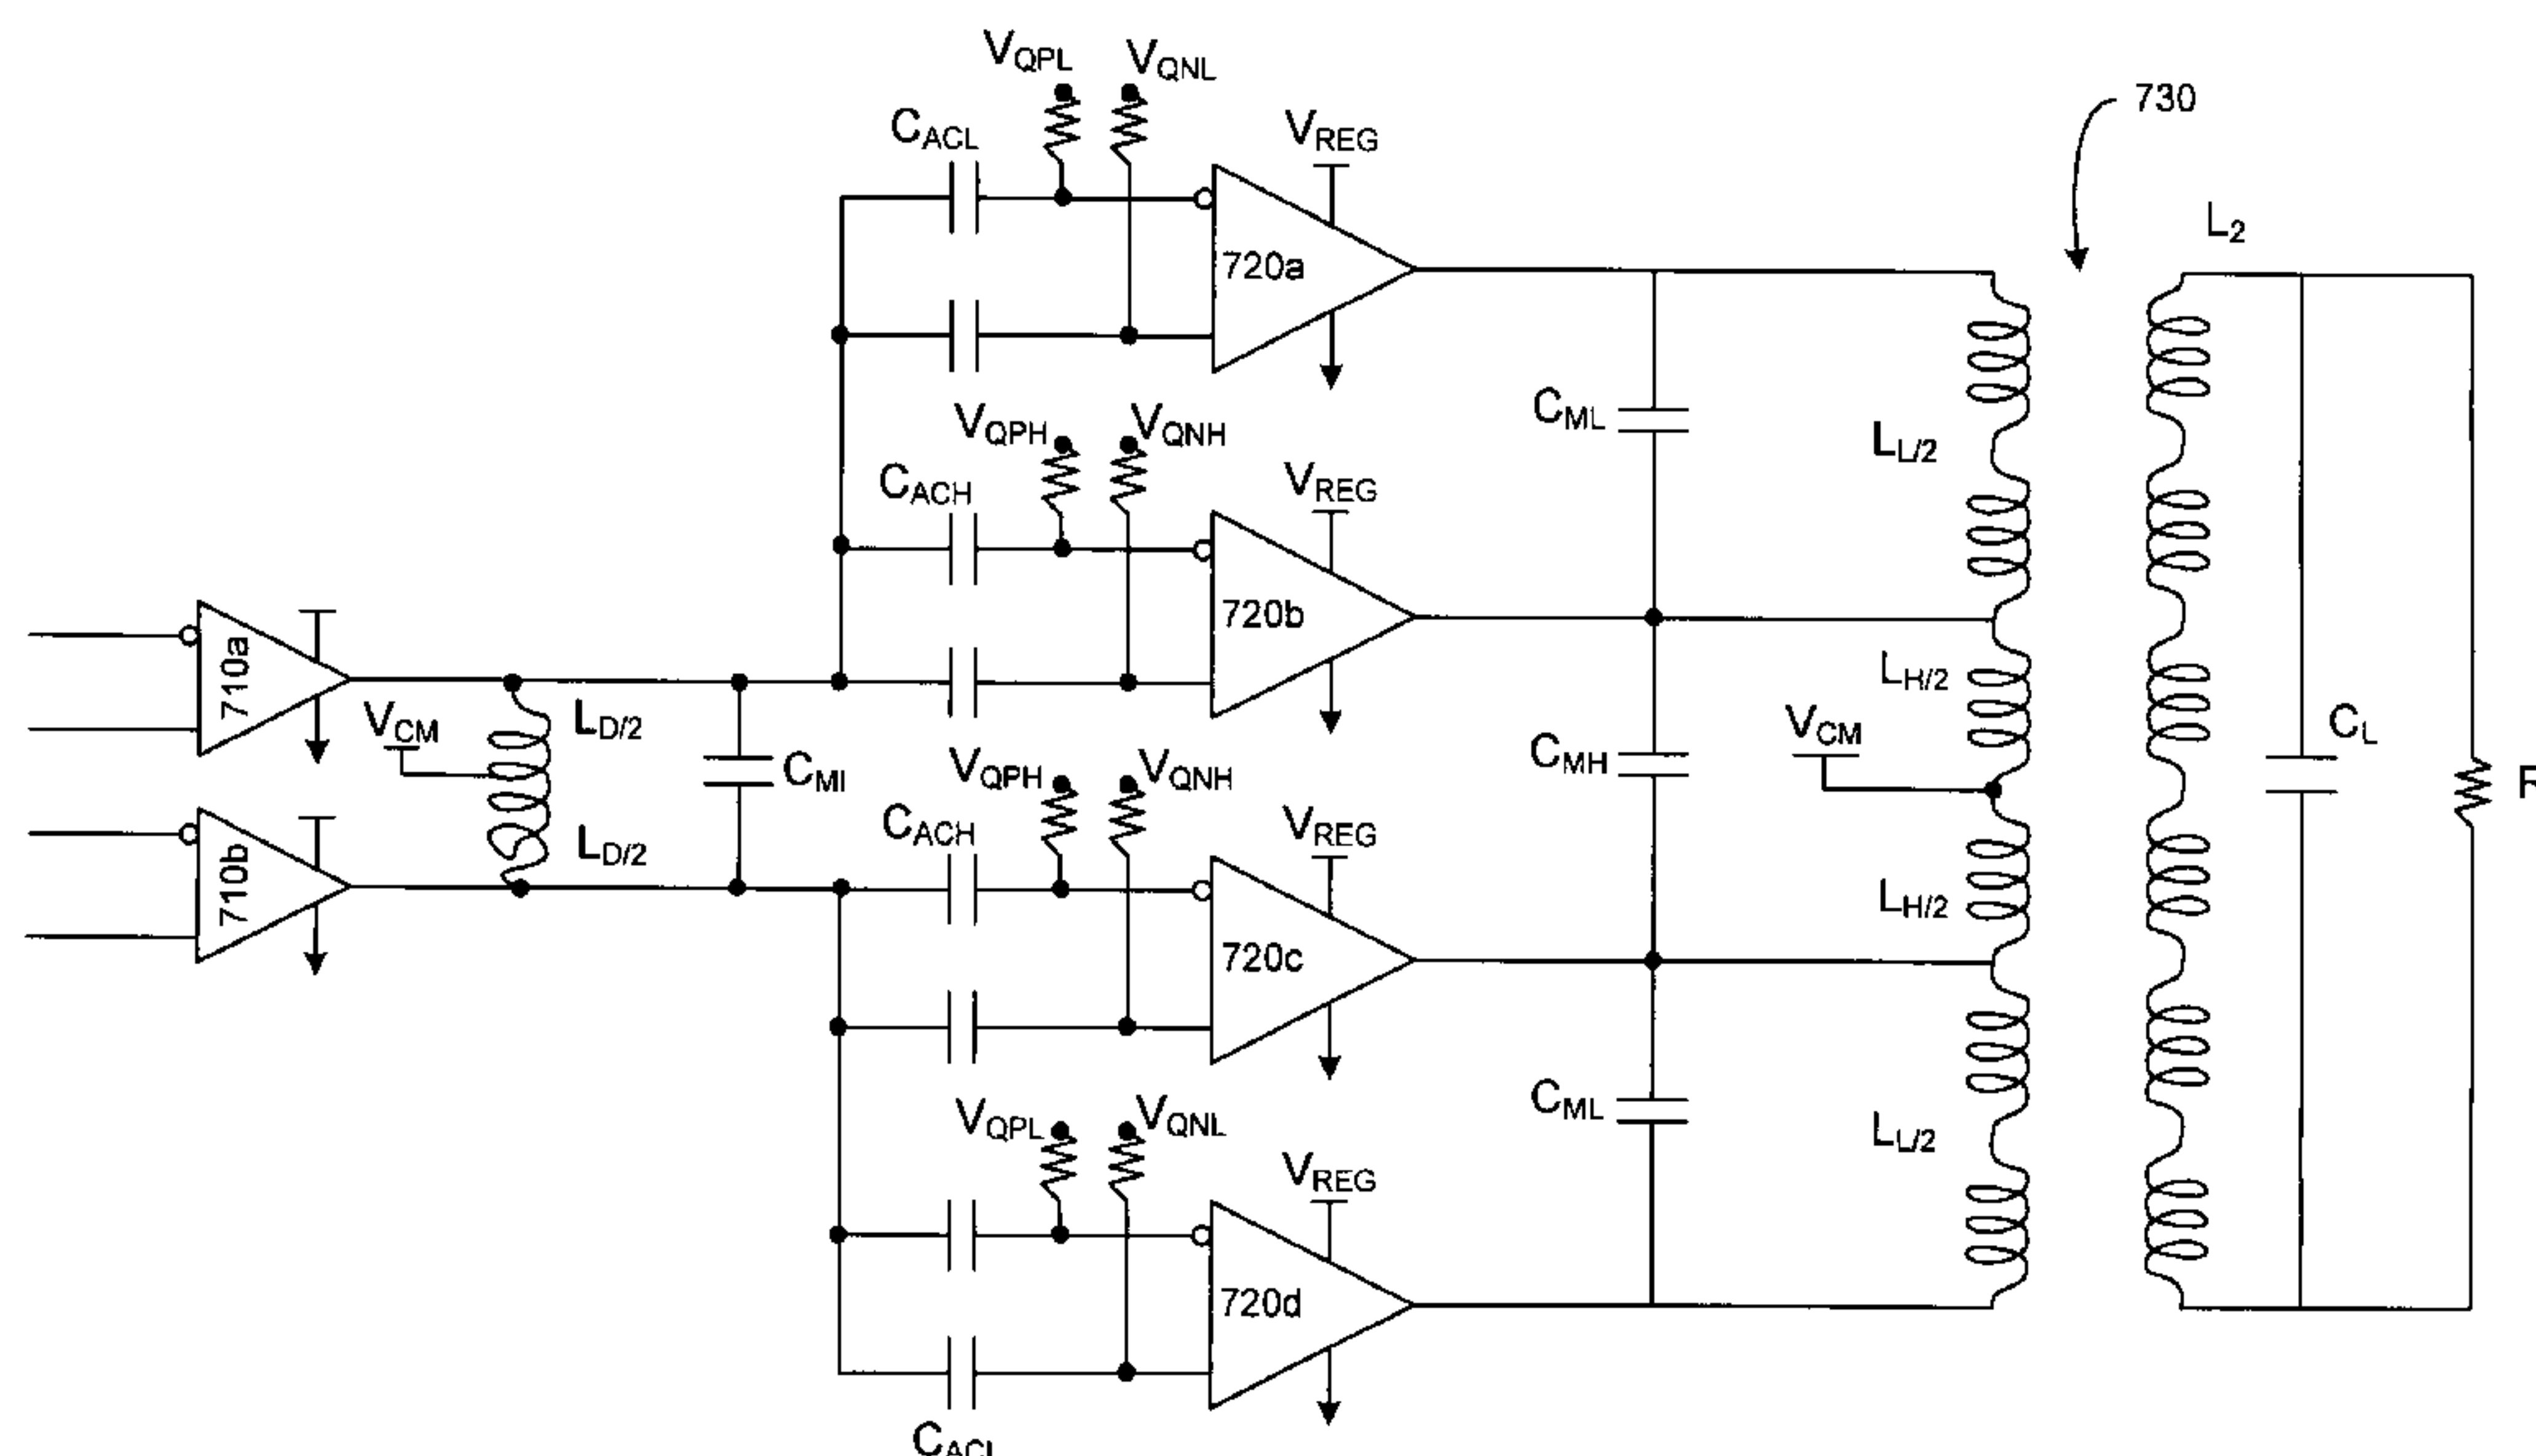 VQPL VQNL
730
CACL
VREG
L2
720a
VQPH VQNH
CML
LL/2
CACH
VREG
720b
710a
LH/2
VCM
LD/2
VCM
CL
VQPH VQNH
CMH
CMI
R
CACH
VREG
LD/2
710b
LH/2
720c
VQPL VQNL
CML
LL/2
VREG
720d
CACL